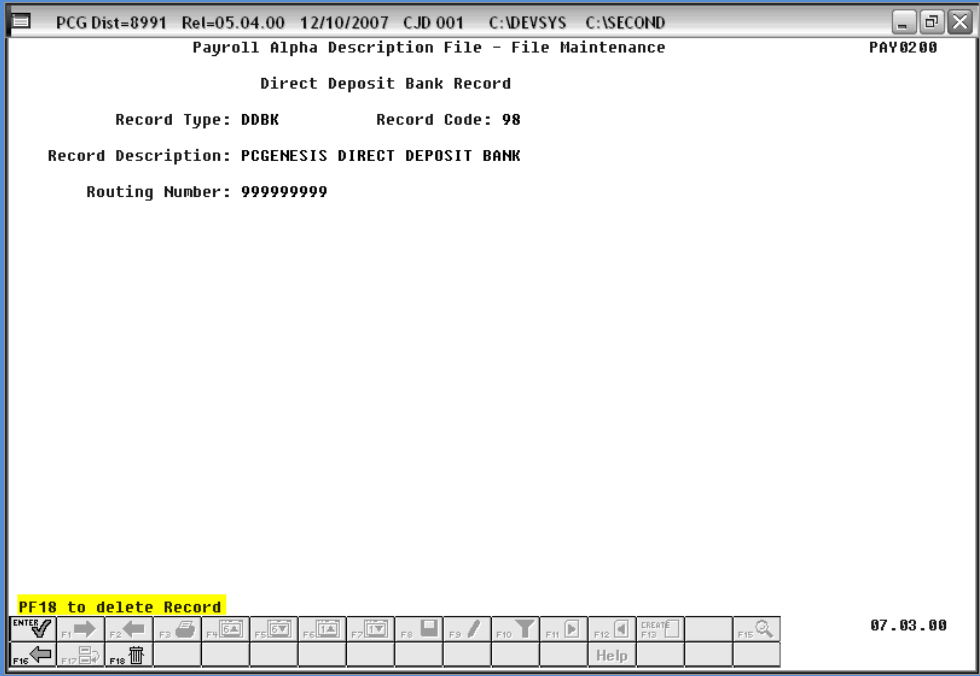 PCG Dist=8991 Rel=05.04.00 12/10/2007 CJD 001 C:\DEVSYS C:\SECOND
Payroll Alpha Description File - File Maintenance PAY0200
Direct Deposit Bank Record
Record Type: DDBK Record Code: 98
Record Description: PCGENESIS DIRECT DEPOSIT BANK
Routing Number: 999999999
PF18 to delete Record
ENTER F1 F2 F3 F4 F5 F6 F7 F8 F9 F10 F11 F12 CREATE F13 F15 07.03.00
F16 F17 F18 Help